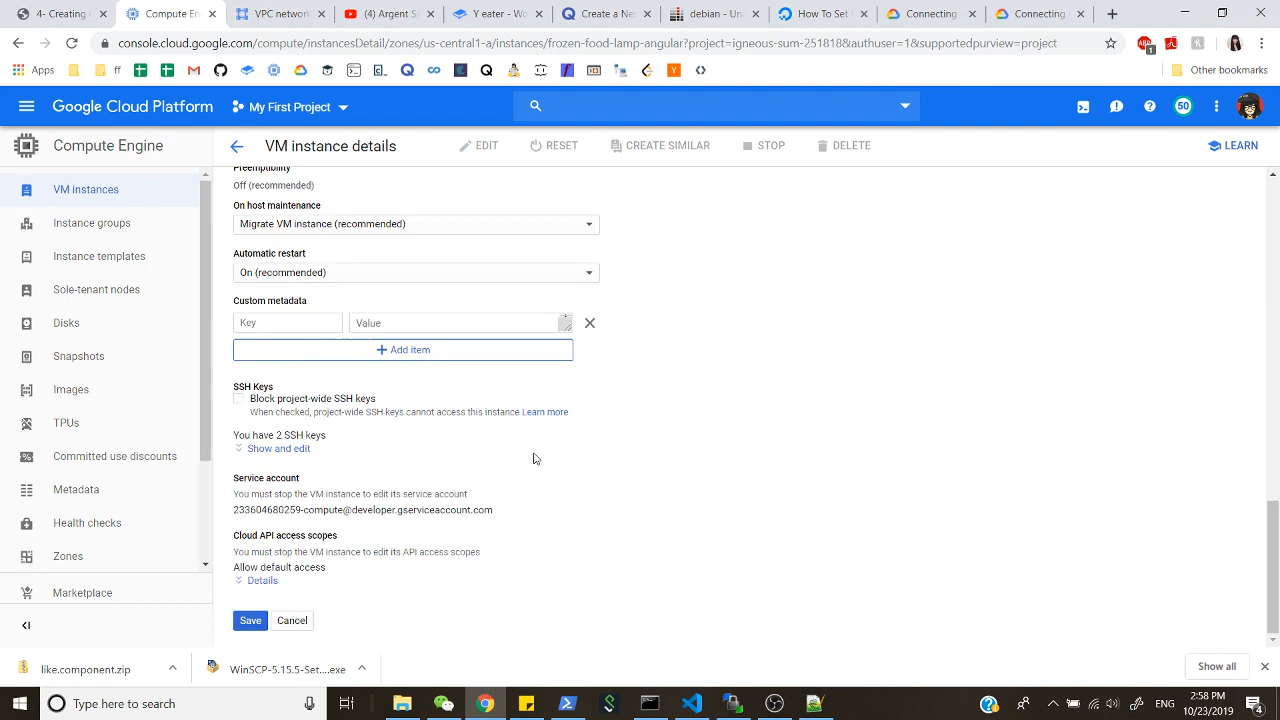 4- Creating
Compute Eng
VPC network
(4) Argent Si
Y eater - Con
Create a Ne
debian - Una
How To Set
Connecting
Connecting
console.cloud.google.com/compute/instancesDetail/zones/us-central1-a/instances/frozen-food-lamp-angular?project=igneous-sum-251818&authuser=1&supportedpurview=project
Apps
ff
Other bookmarks
Google Cloud Platform
My First Project
50
Compute Engine
VM instance details
EDIT
RESET
CREATE SIMILAR
STOP
DELETE
LEARN
VM instances
Instance groups
Instance templates
Sole-tenant nodes
Disks
Snapshots
Images
TPUs
Committed use discounts
Metadata
Health checks
Zones
Marketplace
Preemptibility
Off (recommended)
On host maintenance
Migrate VM instance (recommended)
Automatic restart
On (recommended)
Custom metadata
Key
Value
Add item
SSH Keys
Block project-wide SSH keys
When checked, project-wide SSH keys cannot access this instance Learn more
You have 2 SSH keys
Show and edit
Service account
You must stop the VM instance to edit its service account
233604680259-compute@developer.gserviceaccount.com
Cloud API access scopes
You must stop the VM instance to edit its API access scopes
Allow default access
Details
Save
Cancel
like.component.zip
WinSCP-5.15.5-Set....exe
Show all
Type here to search
ENG
2:58 PM
10/23/2019